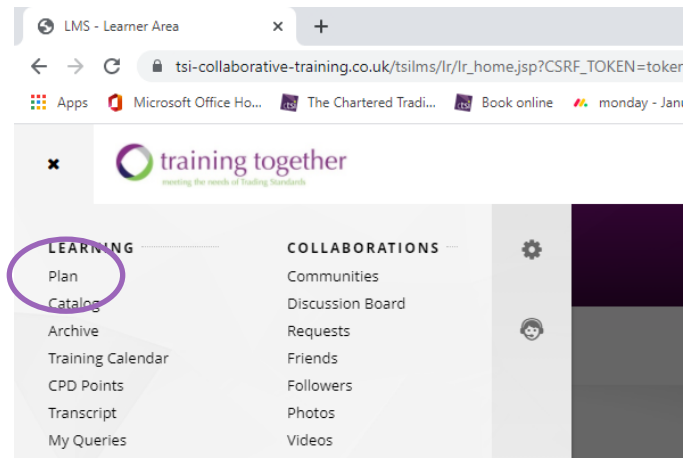 LMS - Learner Area
tsi-collaborative-training.co.uk/tsilms/lr/lr_home.jsp?CSRF_TOKEN=token
Apps Microsoft Office Ho... The Chartered Tradi... Book online monday - Jan
training together
meeting the needs of Trading Standards
LEARNING
Plan
Catalog
Archive
Training Calendar
CPD Points
Transcript
My Queries
COLLABORATIONS
Communities
Discussion Board
Requests
Friends
Followers
Photos
Videos